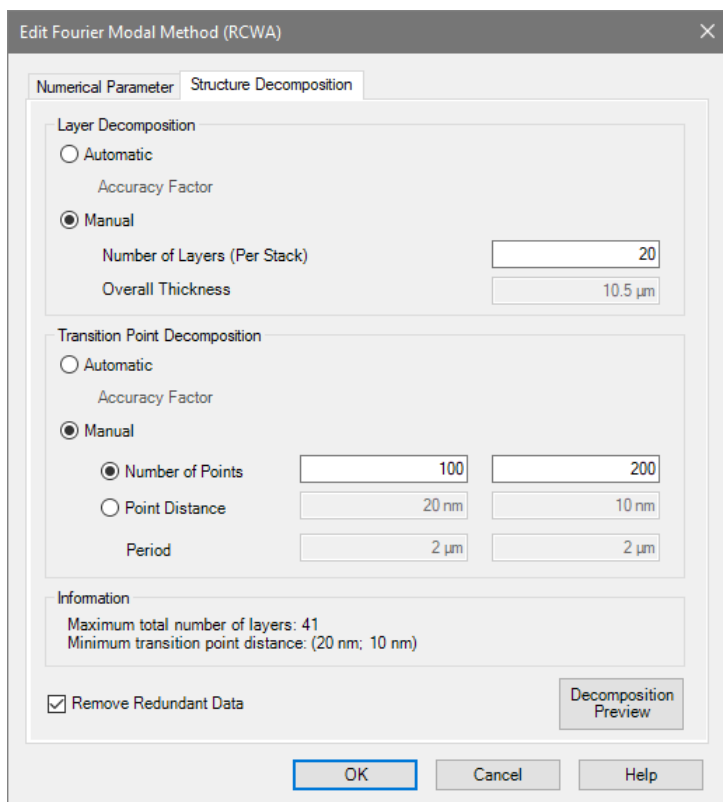 Edit Fourier Modal Method (RCWA)
Numerical Parameter Structure Decomposition
Layer Decomposition
Automatic
Accuracy Factor
Manual
Number of Layers (Per Stack) 20
Overall Thickness 10.5 µm
Transition Point Decomposition
Automatic
Accuracy Factor
Manual
Number of Points 100 200
Point Distance 20 nm 10 nm
Period 2 µm 2 µm
Information
Maximum total number of layers: 41
Minimum transition point distance: (20 nm; 10 nm)
Remove Redundant Data
Decomposition
Preview
OK Cancel Help